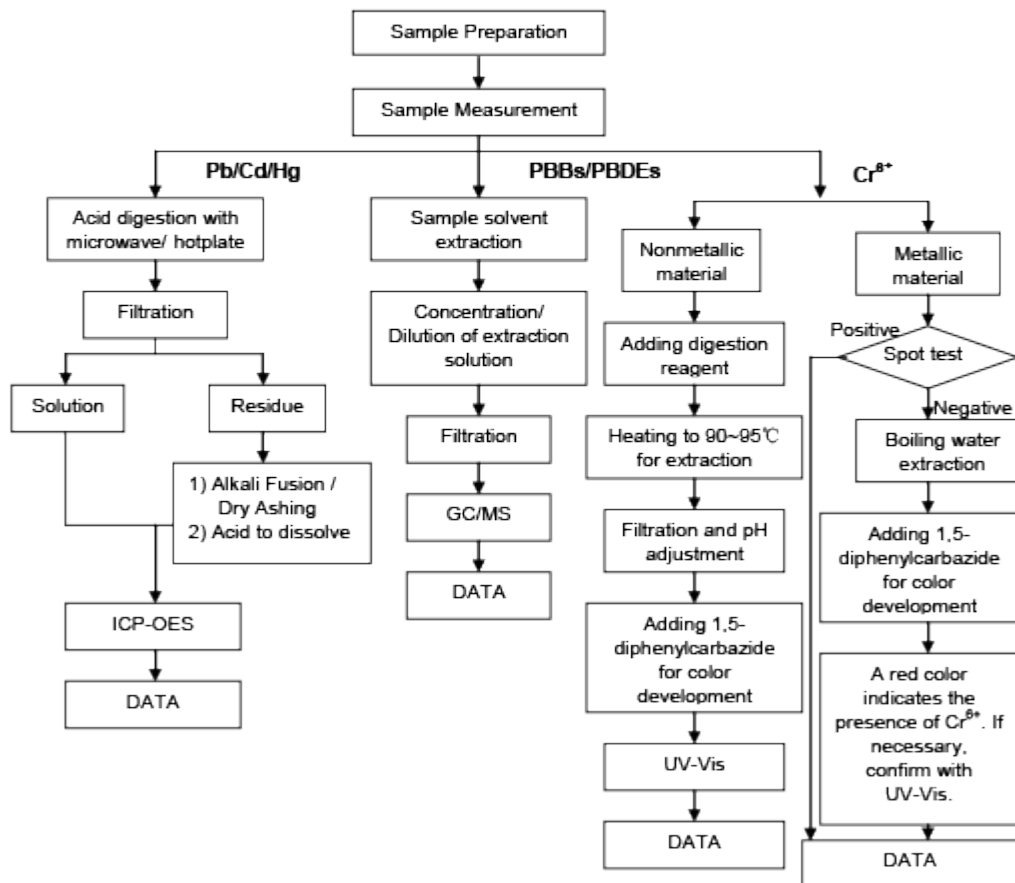 Sample Preparation
Sample Measurement
Pb/Cd/Hg
PBBs/PBDEs
Cr⁶⁺
Acid digestion with
microwave/ hotplate
Filtration
Solution
Residue
1) Alkali Fusion /
Dry Ashing
2) Acid to dissolve
ICP-OES
DATA
Sample solvent
extraction
Concentration/
Dilution of extraction
solution
Filtration
GC/MS
DATA
Nonmetallic
material
Adding digestion
reagent
Heating to 90~95℃
for extraction
Filtration and pH
adjustment
Adding 1,5-
diphenylcarbazide
for color
development
UV-Vis
DATA
Metallic
material
Positive
Spot test
Negative
Boiling water
extraction
Adding 1,5-
diphenylcarbazide
for color
development
A red color
indicates the
presence of Cr⁶⁺. If
necessary,
confirm with
UV-Vis.
DATA